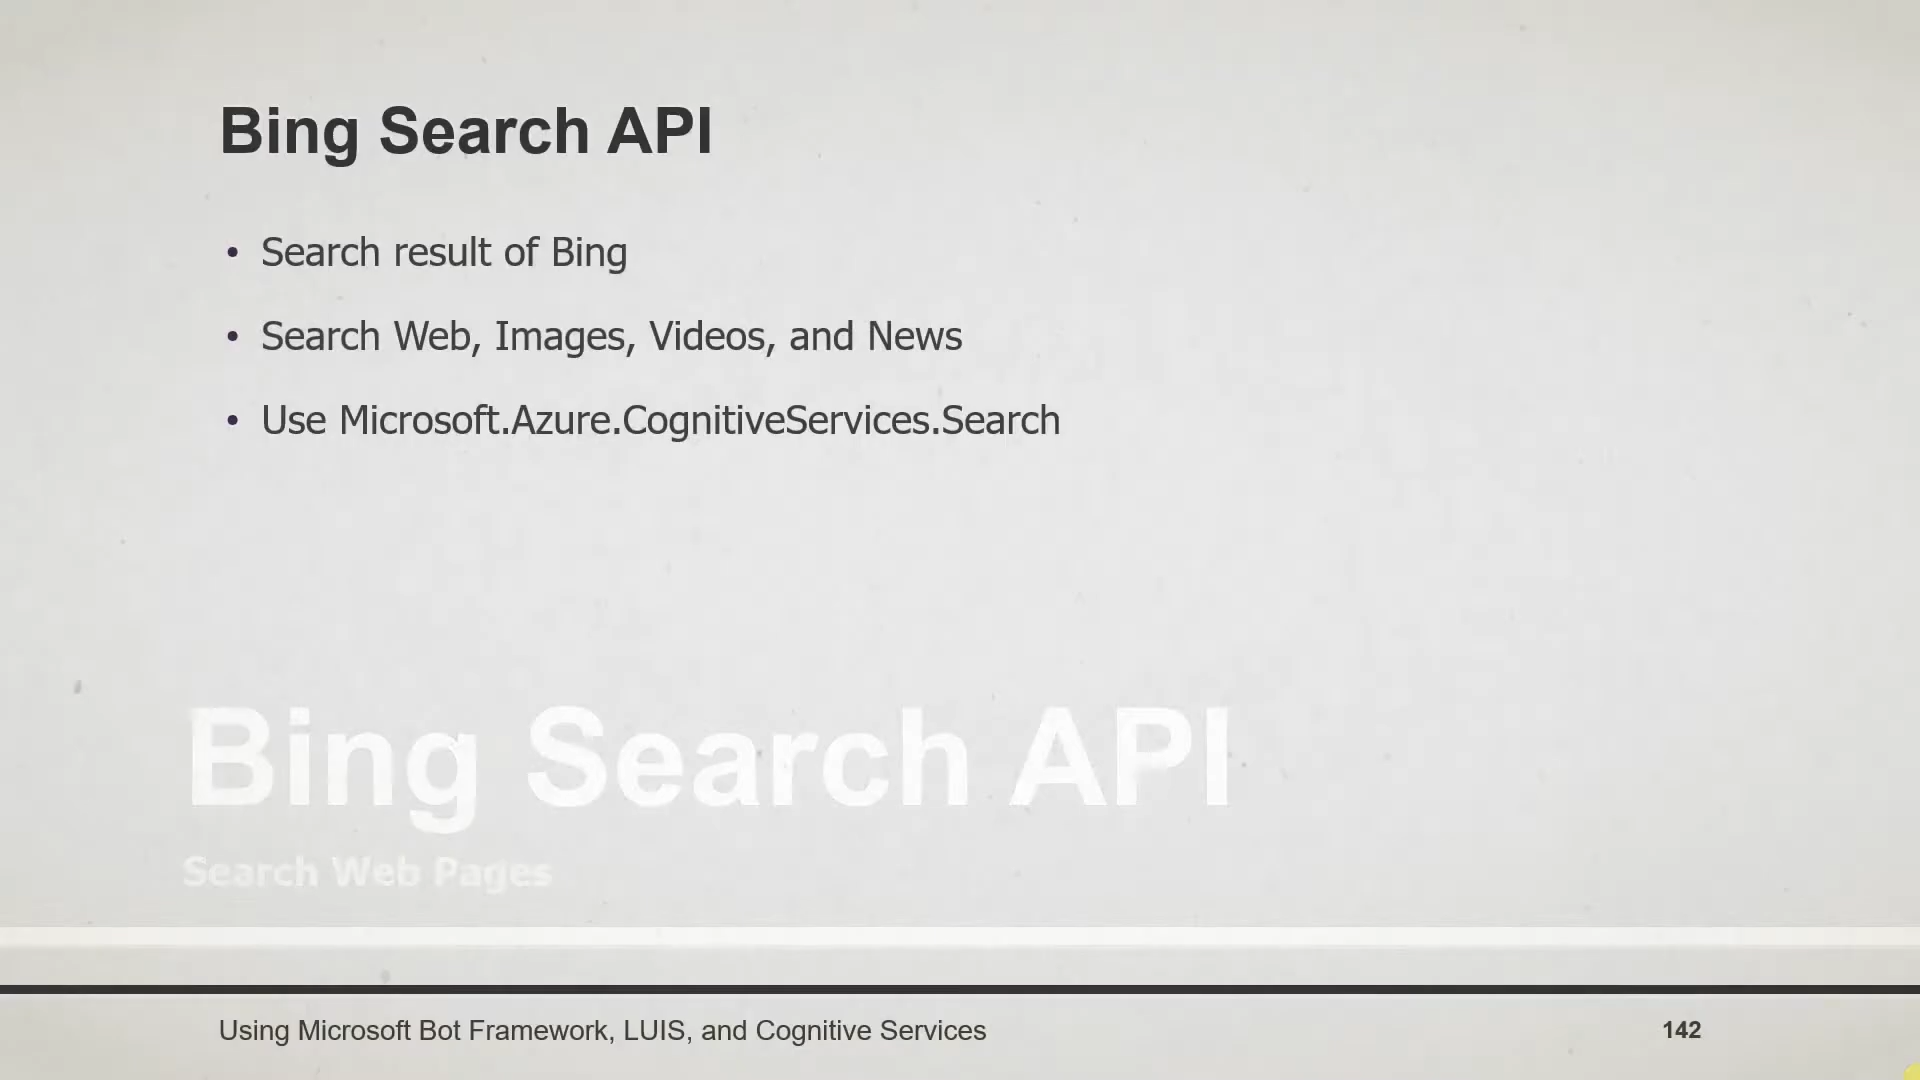 Bing Search API
• Search result of Bing
• Search Web, Images, Videos, and News
• Use Microsoft.Azure.CognitiveServices.Search
Bing Search API
Search Web Pages
Using Microsoft Bot Framework, LUIS, and Cognitive Services
142